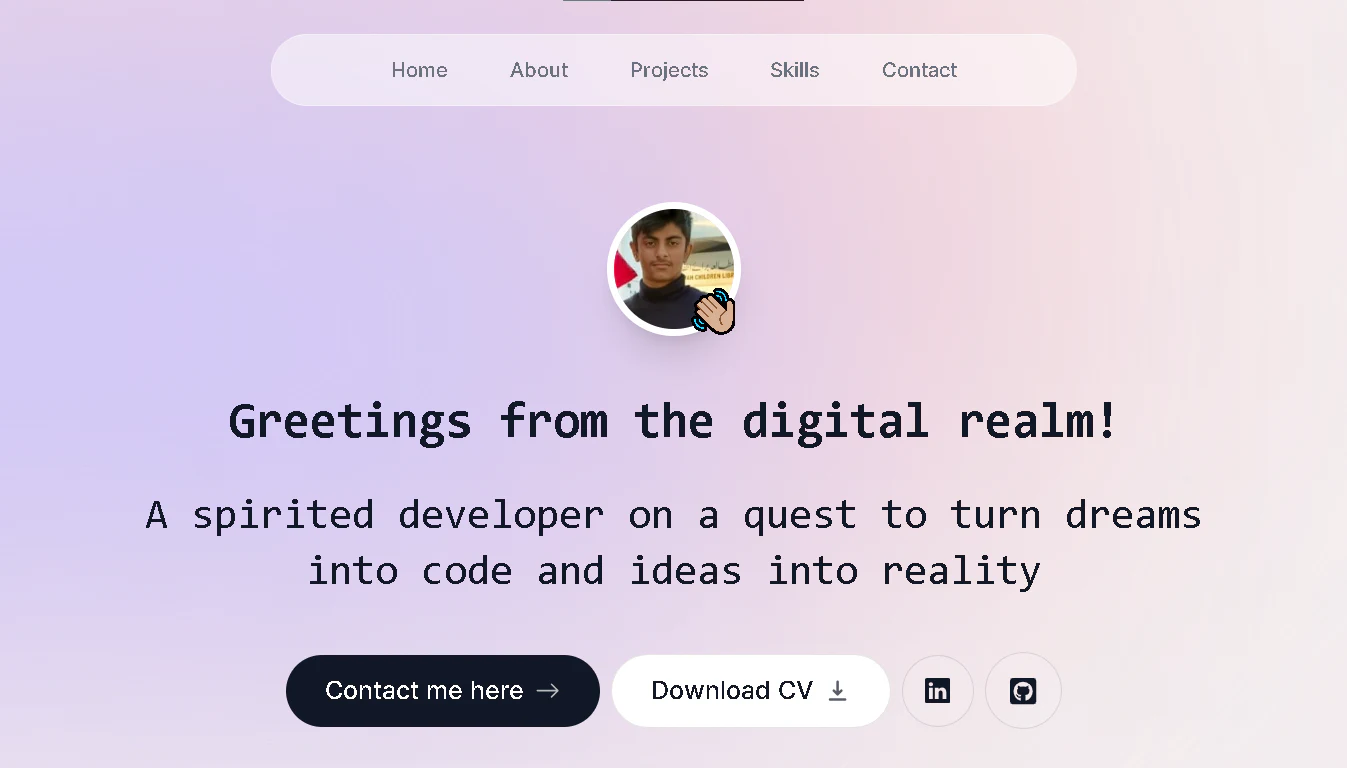 Home About Projects Skills Contact
CHILDREN
Greetings from the digital realm!
A spirited developer on a quest to turn dreams
into code and ideas into reality
Contact me here Download CV in